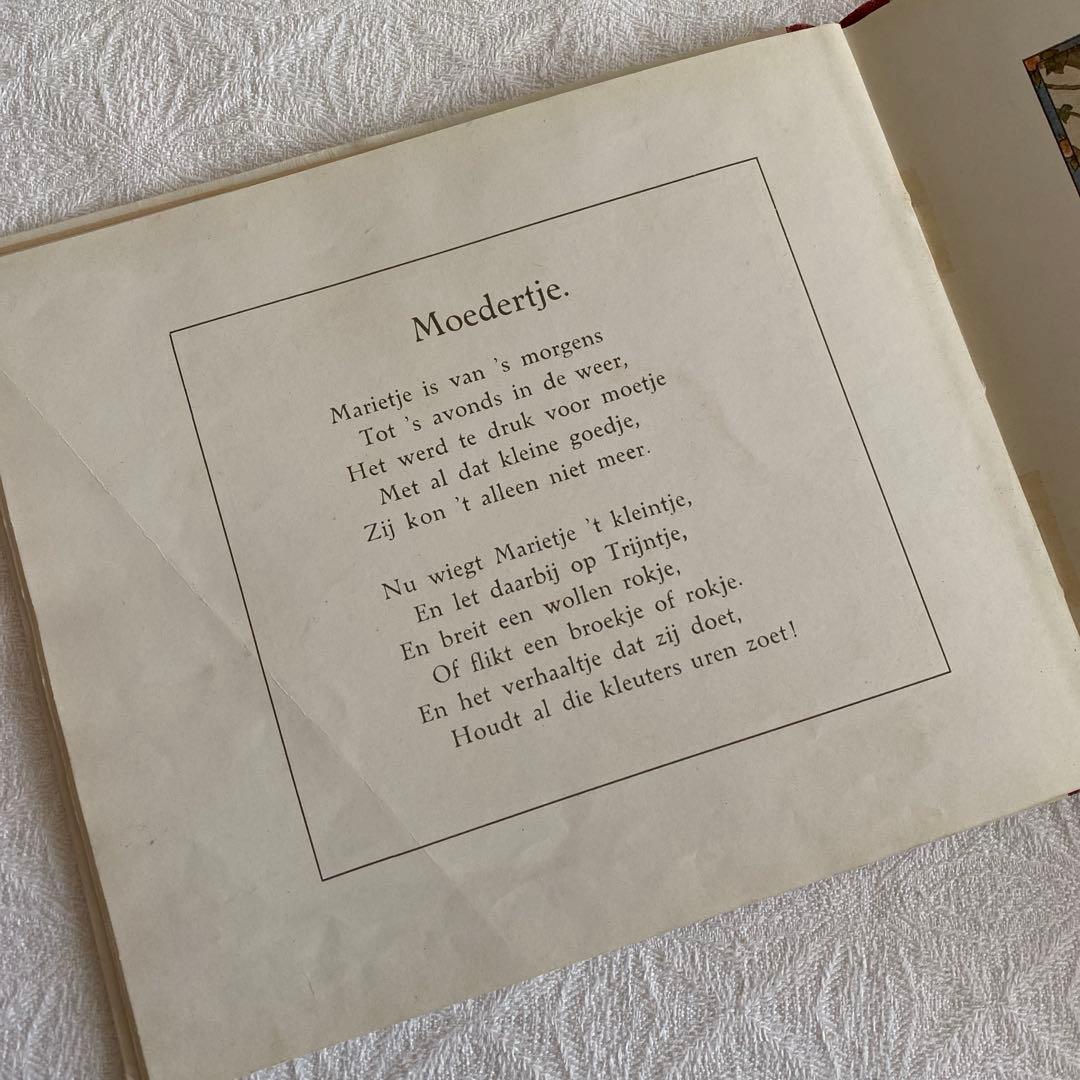 Moedertje.
Marietje is van 's morgens
Tot 's avonds in de weer,
Het werd te druk voor moetje
Met al dat kleine goedje,
Zij kon 't alleen niet meer.
Nu wiegt Marietje 't kleintje,
En let daarbij op Trijntje,
En breit een wollen rokje,
Of flikt een broekje of rokje.
En het verhaaltje dat zij doet,
Houdt al die kleuters uren zoet!